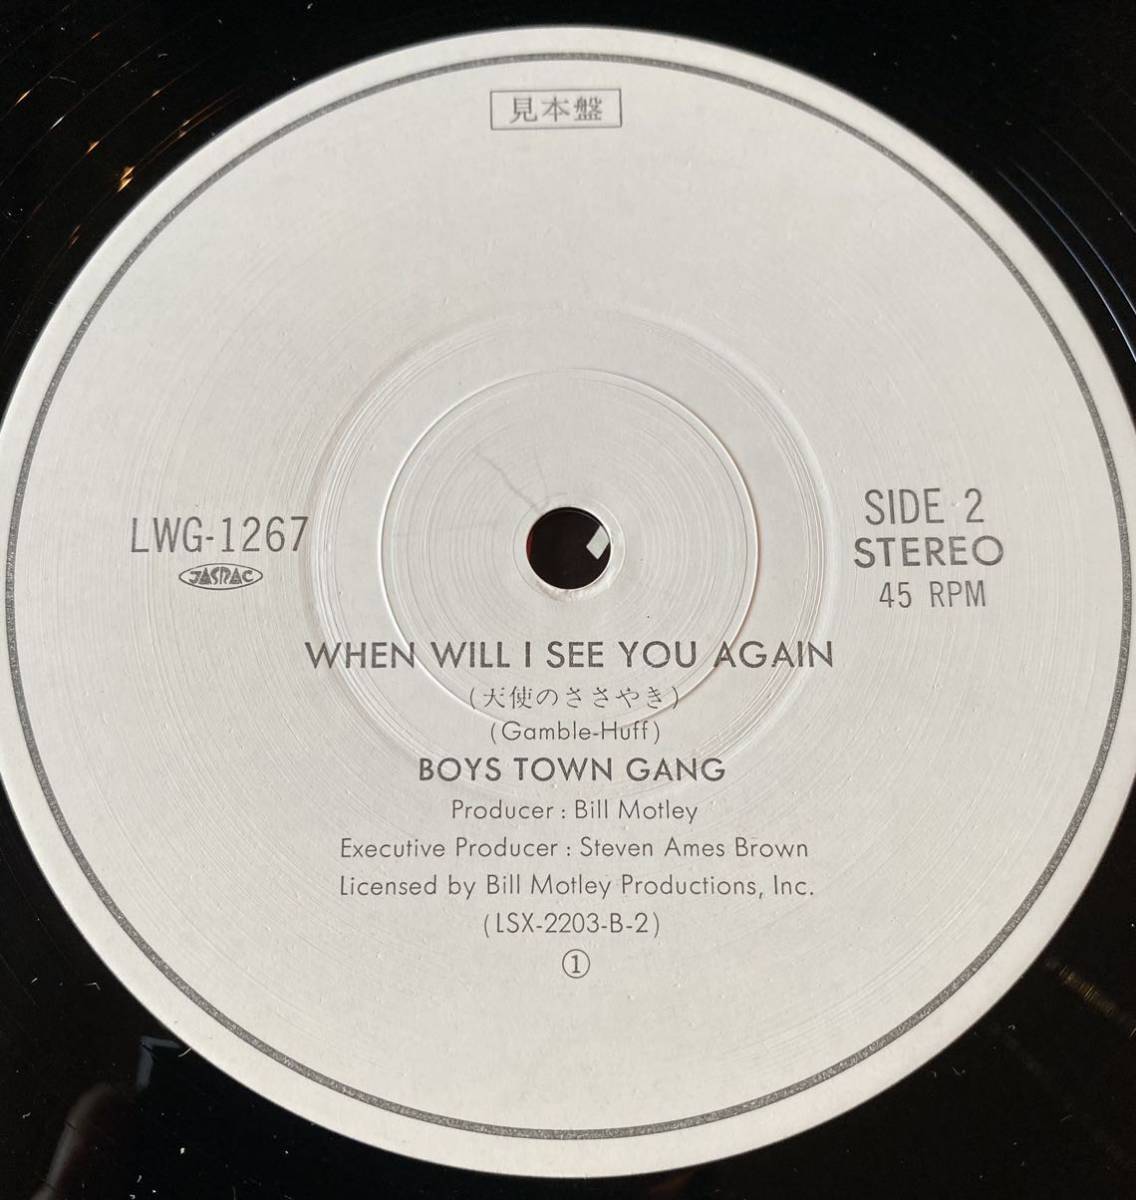 見本盤
LWG-1267
JASRAC
SIDE 2
STEREO
45 RPM
WHEN WILL I SEE YOU AGAIN
(天使のささやき)
(Gamble-Huff)
BOYS TOWN GANG
Producer : Bill Motley
Executive Producer : Steven Ames Brown
Licensed by Bill Motley Productions, Inc.
(LSX-2203-B-2)
①